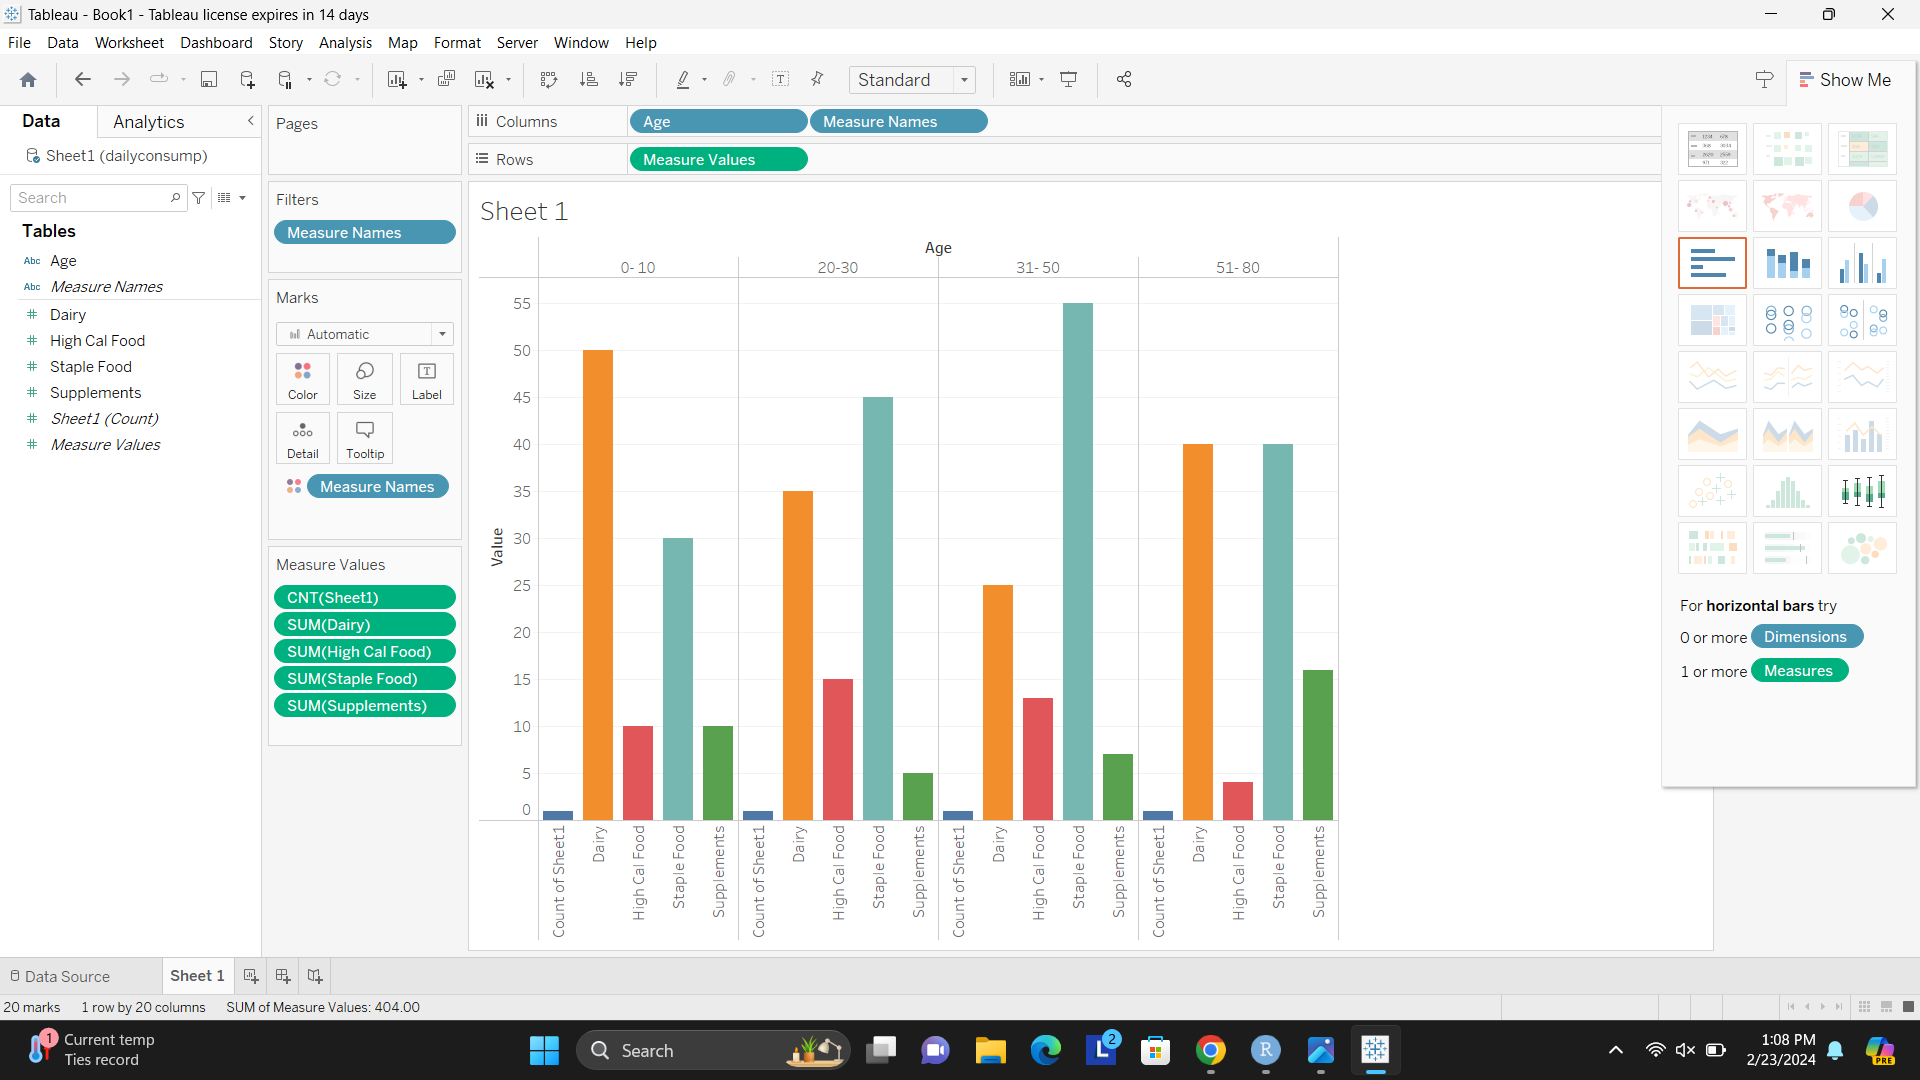 Tableau - Book1 - Tableau license expires in 14 days
File Data Worksheet Dashboard Story Analysis Map Format Server Window Help
Standard
Show Me
Data
Analytics
Sheet1 (dailyconsump)
Search
Tables
Abc Age
Abc Measure Names
Dairy
High Cal Food
Staple Food
Supplements
Sheet1 (Count)
Measure Values
Pages
Filters
Measure Names
Marks
Automatic
Color Size Label
Detail Tooltip
Measure Names
Measure Values
CNT(Sheet1)
SUM(Dairy)
SUM(High Cal Food)
SUM(Staple Food)
SUM(Supplements)
Columns Age Measure Names
Rows Measure Values
Sheet 1
Age
0- 10 20-30 31- 50 51- 80
Value
55
50
45
40
35
30
25
20
15
10
5
0
Count of Sheet1
Dairy
High Cal Food
Staple Food
Supplements
Count of Sheet1
Dairy
High Cal Food
Staple Food
Supplements
Count of Sheet1
Dairy
High Cal Food
Staple Food
Supplements
Count of Sheet1
Dairy
High Cal Food
Staple Food
Supplements
For horizontal bars try
0 or more Dimensions
1 or more Measures
Data Source Sheet 1
20 marks 1 row by 20 columns SUM of Measure Values: 404.00
1
Current temp
Ties record
Search
L 2
R
1:08 PM
2/23/2024
PRE